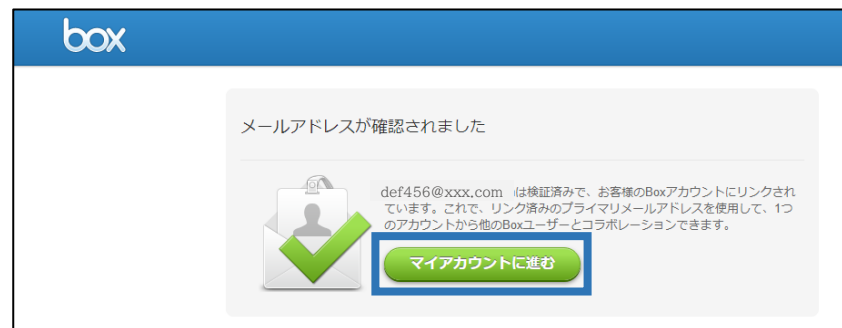 box
メールアドレスが確認されました
def456@xxx.comは検証済みで、お客様のBoxアカウントにリンクされ
ています。これで、リンク済みのプライマリメールアドレスを使用して、1つ
のアカウントから他のBoxユーザーとコラボレーションできます。
マイアカウントに進む